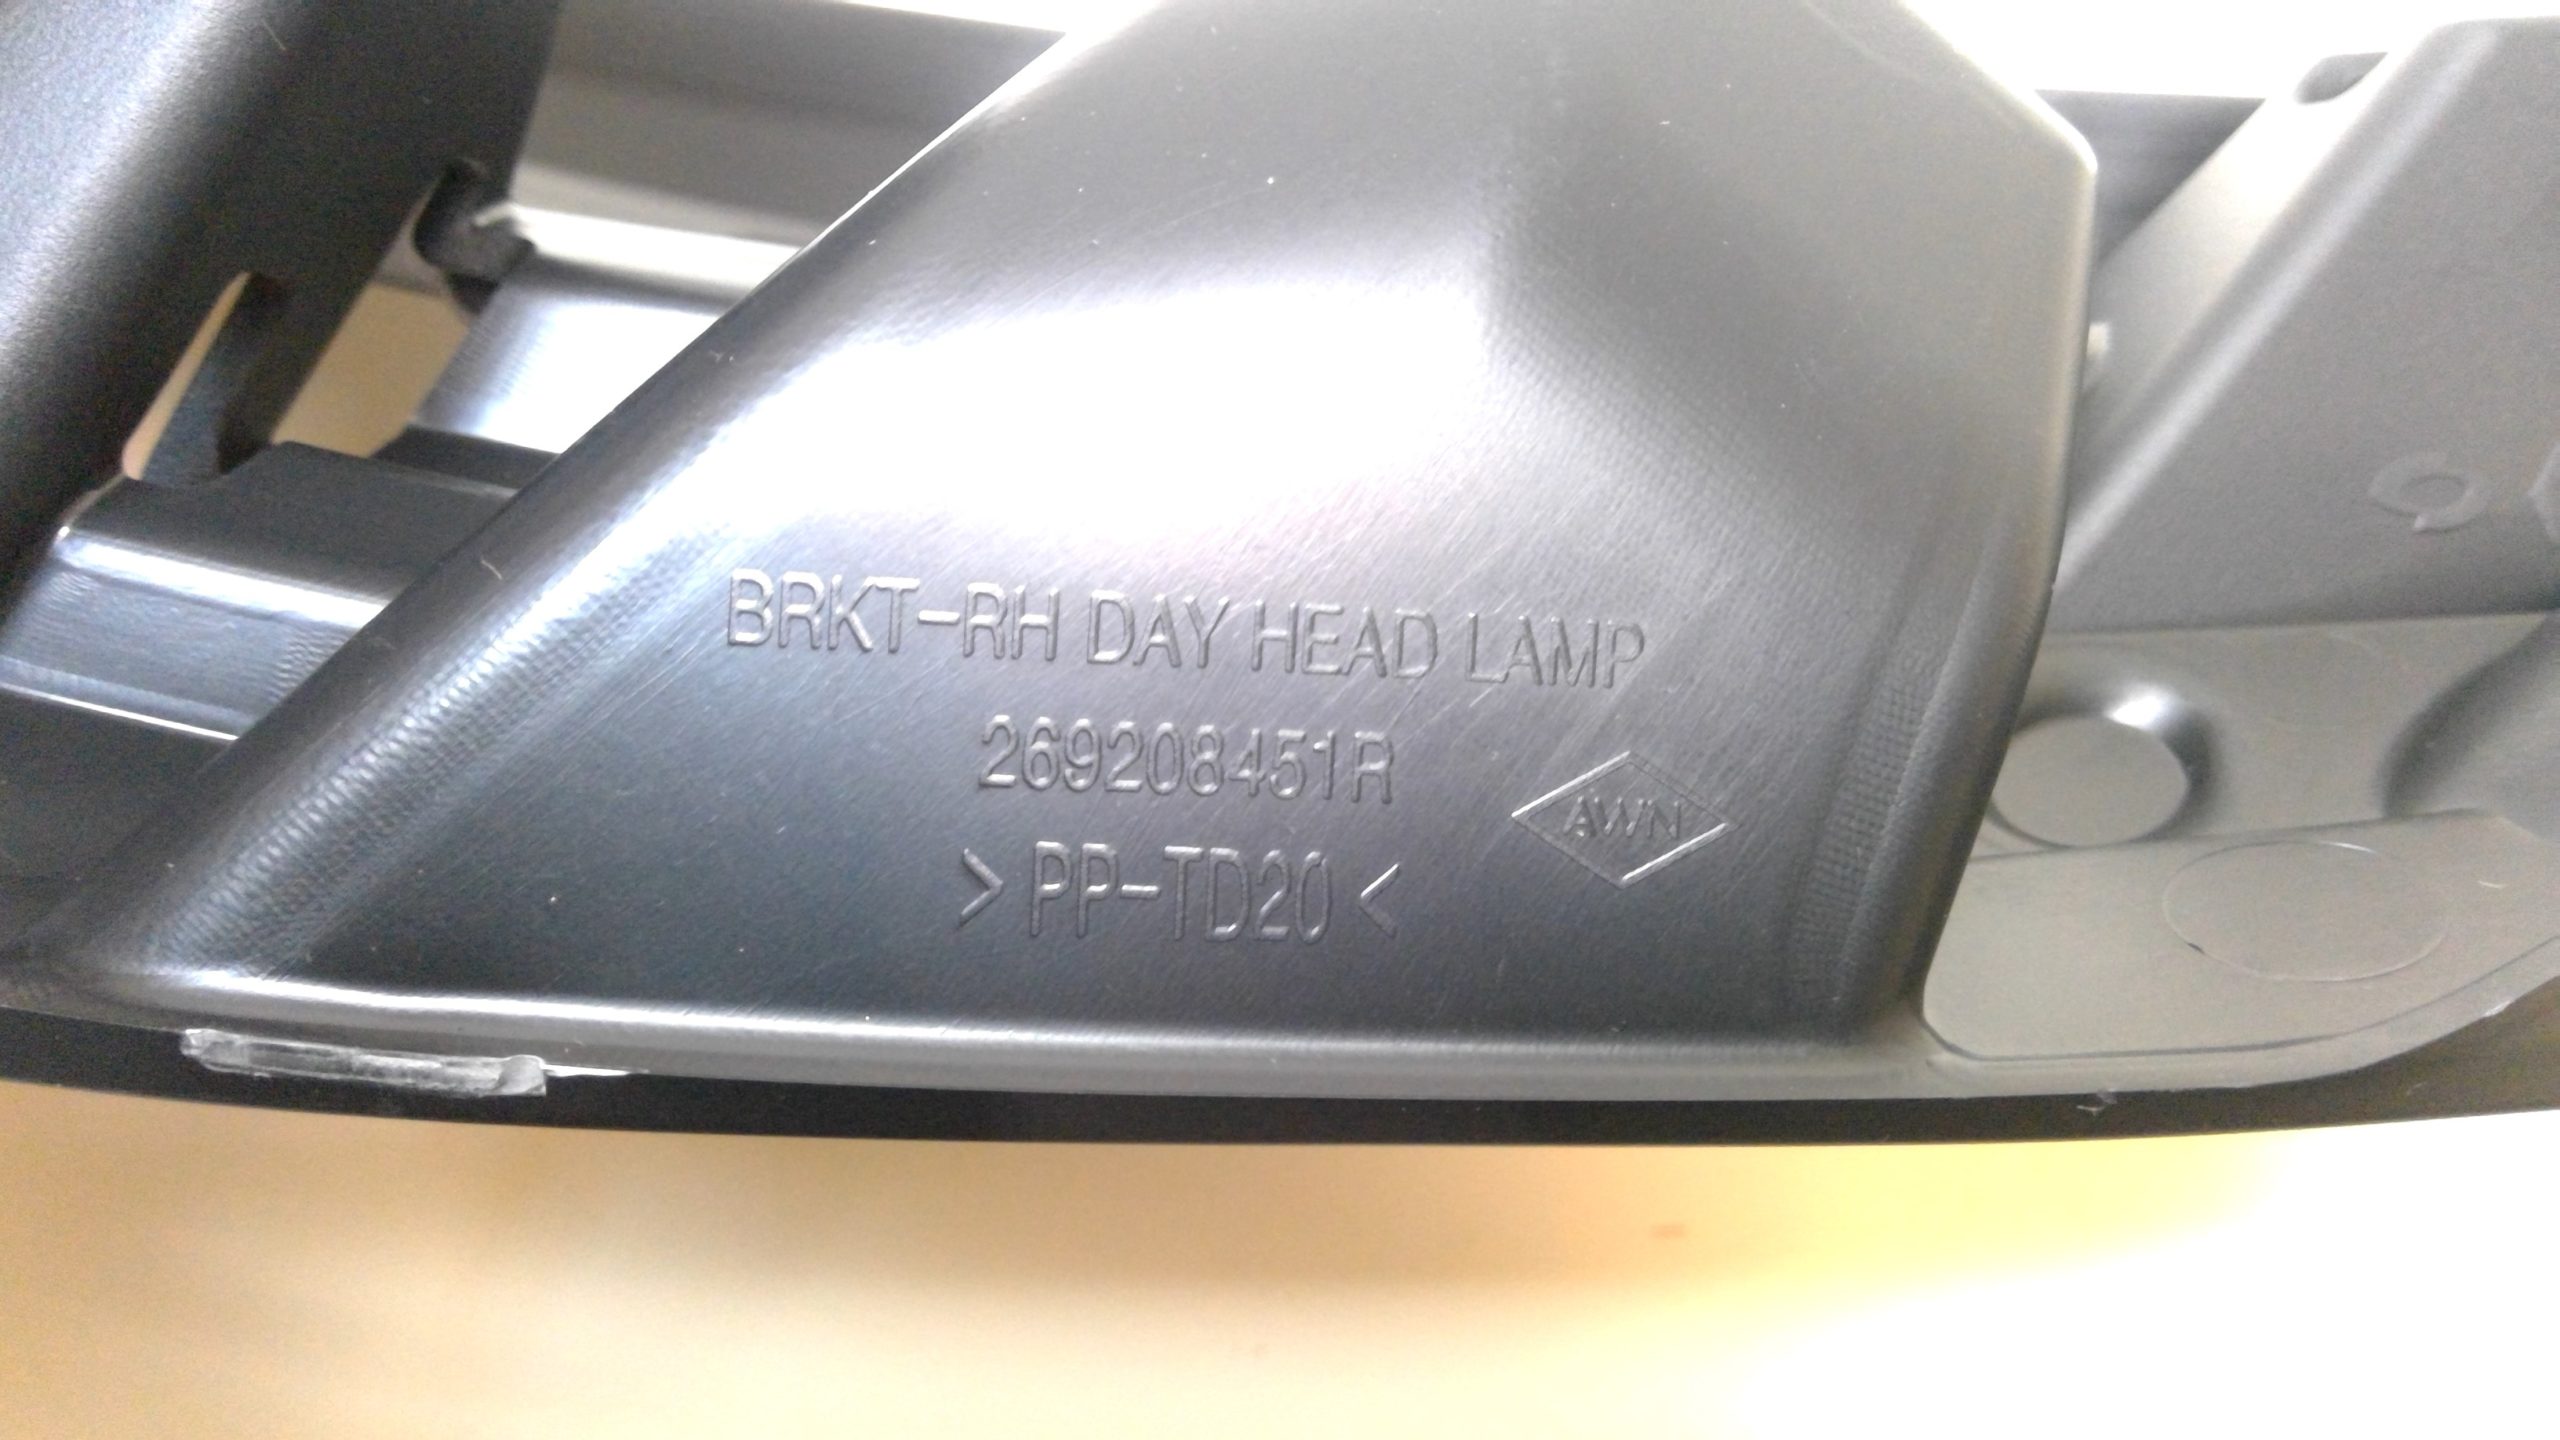 BRKT-RH DAY HEAD LAMP
269208451R
AWN
> PP-TD20 <